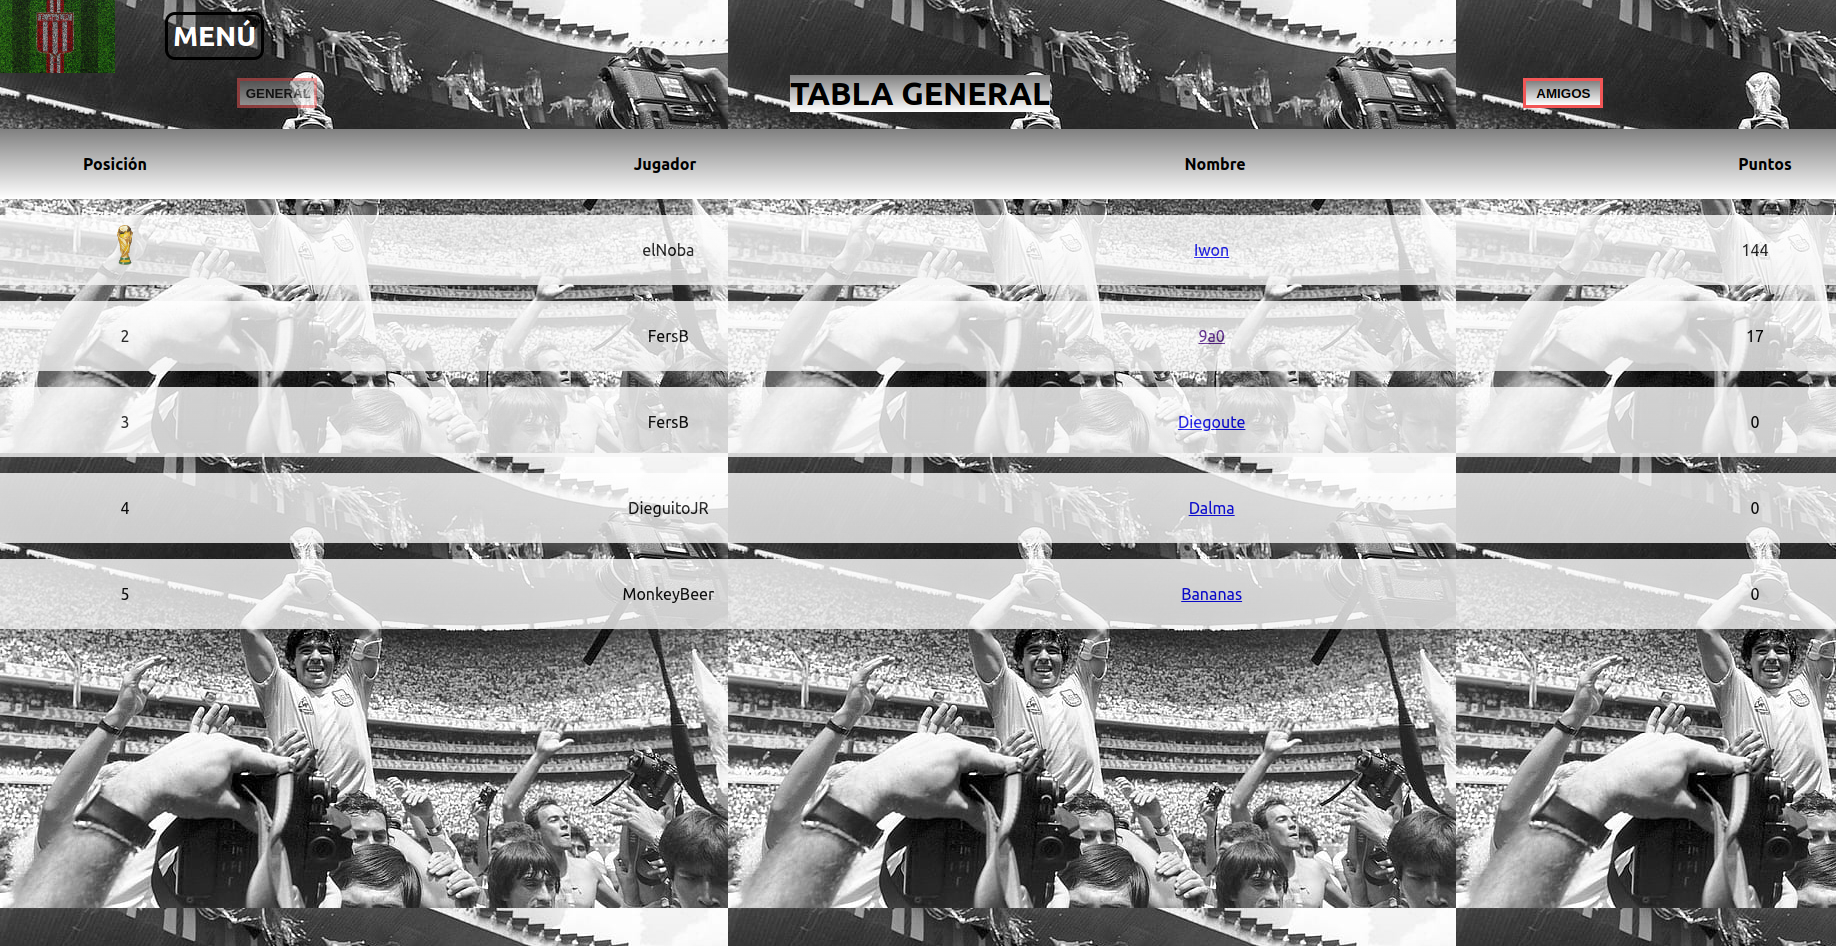 MENÚ
GENERAL
TABLA GENERAL
AMIGOS
Posición Jugador Nombre Puntos
elNoba Iwon 144
2 FersB 9a0 17
3 FersB Diegoute 0
4 DieguitoJR Dalma 0
5 MonkeyBeer Bananas 0